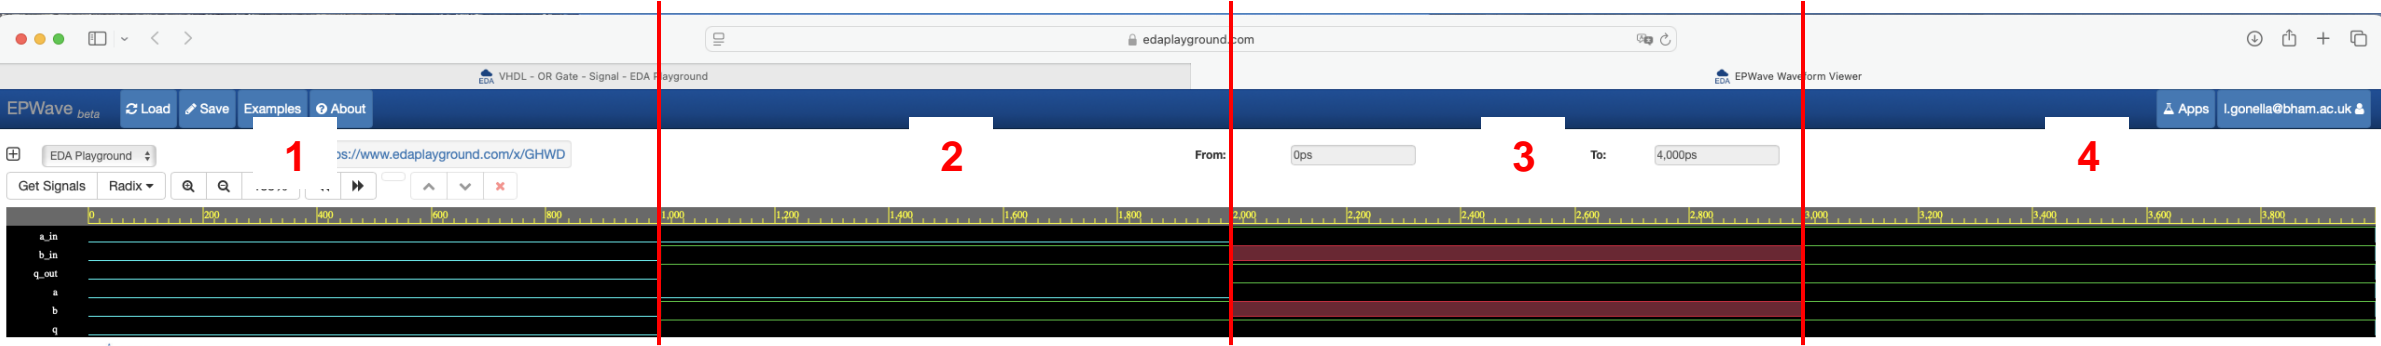 edaplayground.com
VHDL - OR Gate - Signal - EDA Playground
EPWave Waveform Viewer
EPWave beta Load Save Examples About Apps l.gonella@bham.ac.uk
1 2 3 4
EDA Playground ps://www.edaplayground.com/x/GHWD From: 0ps To: 4,000ps
Get Signals Radix
0 200 400 600 800 1,000 1,200 1,400 1,600 1,800 2,000 2,200 2,400 2,600 2,800 3,000 3,200 3,400 3,600 3,800
a_in
b_in
q_out
a
b
q